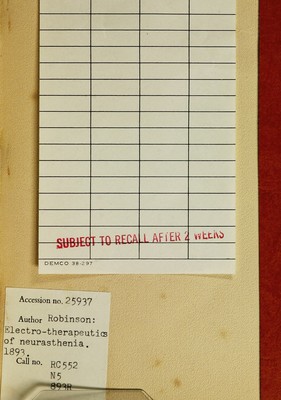 SUBJECT TO RECALL AFTER 2 WEEKS
DEMCO 38-297
Accession no. 25937
Author Robinson:
Electro-therapeutics
of neurasthenia.
1893.
Call no. RC552
N5
893R